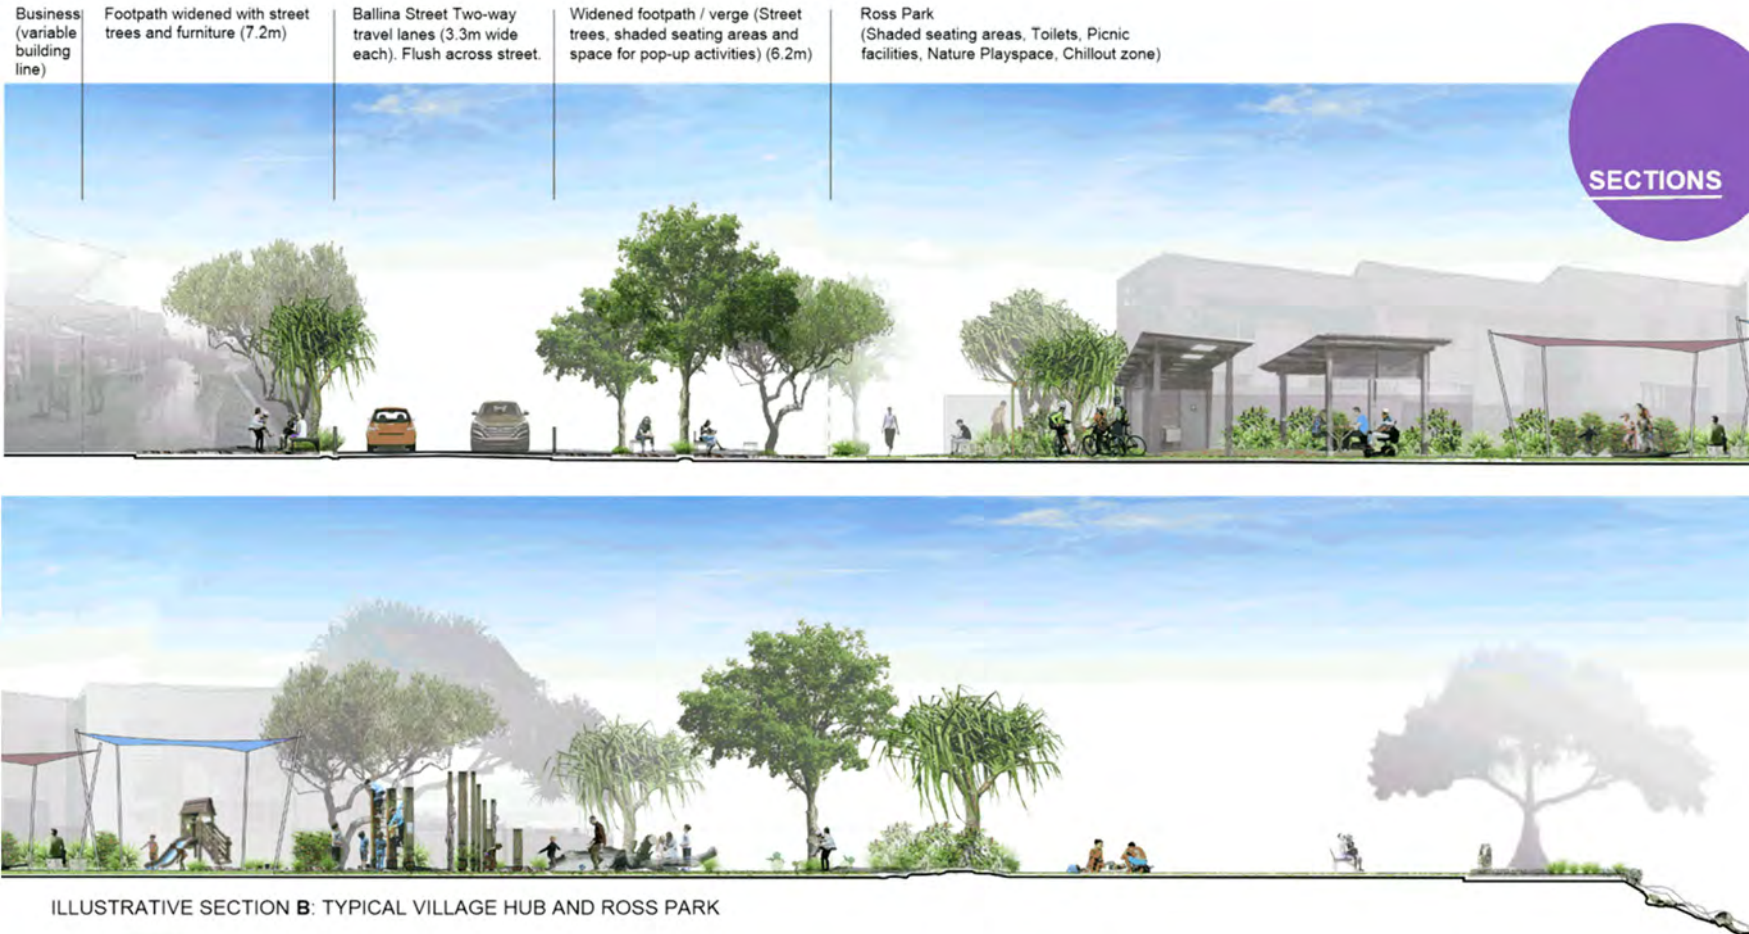 Business
(variable
building
line)
Footpath widened with street
trees and furniture (7.2m)
Ballina Street Two-way
travel lanes (3.3m wide
each). Flush across street.
Widened footpath / verge (Street
trees, shaded seating areas and
space for pop-up activities) (6.2m)
Ross Park
(Shaded seating areas, Toilets, Picnic
facilities, Nature Playspace, Chillout zone)
SECTIONS
ILLUSTRATIVE SECTION B: TYPICAL VILLAGE HUB AND ROSS PARK